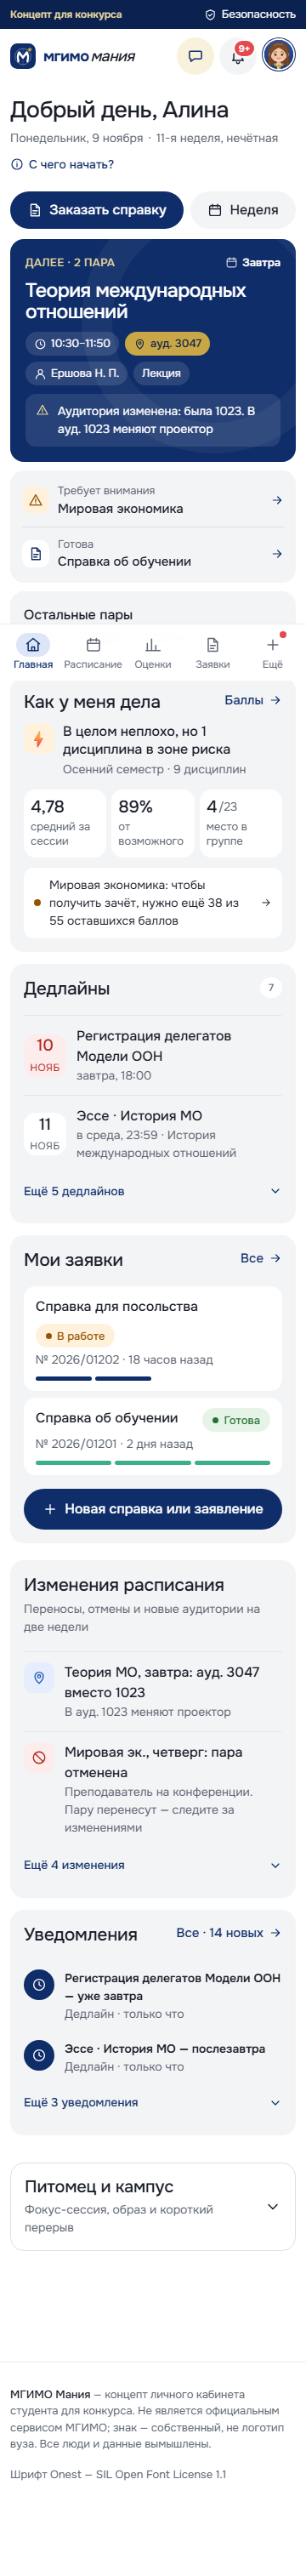 Концепт для конкурса
Безопасность
МГИМО МАНИЯ
9+
Добрый день, Алина
Понедельник, 9 ноября · 11-я неделя, нечётная
С чего начать?
Заказать справку
Неделя
ДАЛЕЕ · 2 ПАРА
Завтра
Теория международных
отношений
10:30–11:50
ауд. 3047
Ершова Н. П.
Лекция
Аудитория изменена: была 1023. В
ауд. 1023 меняют проектор
Требует внимания
Мировая экономика
Готова
Справка об обучении
Остальные пары
Главная
Расписание
Оценки
Заявки
Ещё
Как у меня дела
Баллы
В целом неплохо, но 1
дисциплина в зоне риска
Осенний семестр · 9 дисциплин
4,78
средний за
сессии
89%
от
возможного
4/23
место в
группе
Мировая экономика: чтобы
получить зачёт, нужно ещё 38 из
55 оставшихся баллов
Дедлайны
7
10
НОЯБ
Регистрация делегатов
Модели ООН
завтра, 18:00
11
НОЯБ
Эссе · История МО
в среда, 23:59 · История
международных отношений
Ещё 5 дедлайнов
Мои заявки
Все
Справка для посольства
В работе
№ 2026/01202 · 18 часов назад
Справка об обучении
Готова
№ 2026/01201 · 2 дня назад
Новая справка или заявление
Изменения расписания
Переносы, отмены и новые аудитории на
две недели
Теория МО, завтра: ауд. 3047
вместо 1023
В ауд. 1023 меняют проектор
Мировая эк., четверг: пара
отменена
Преподаватель на конференции.
Пару перенесут — следите за
изменениями
Ещё 4 изменения
Уведомления
Все · 14 новых
Регистрация делегатов Модели ООН
— уже завтра
Дедлайн · только что
Эссе · История МО — послезавтра
Дедлайн · только что
Ещё 3 уведомления
Питомец и кампус
Фокус-сессия, образ и короткий
перерыв
МГИМО Мания — концепт личного кабинета
студента для конкурса. Не является официальным
сервисом МГИМО; знак — собственный, не логотип
вуза. Все люди и данные вымышлены.
Шрифт Onest — SIL Open Font License 1.1